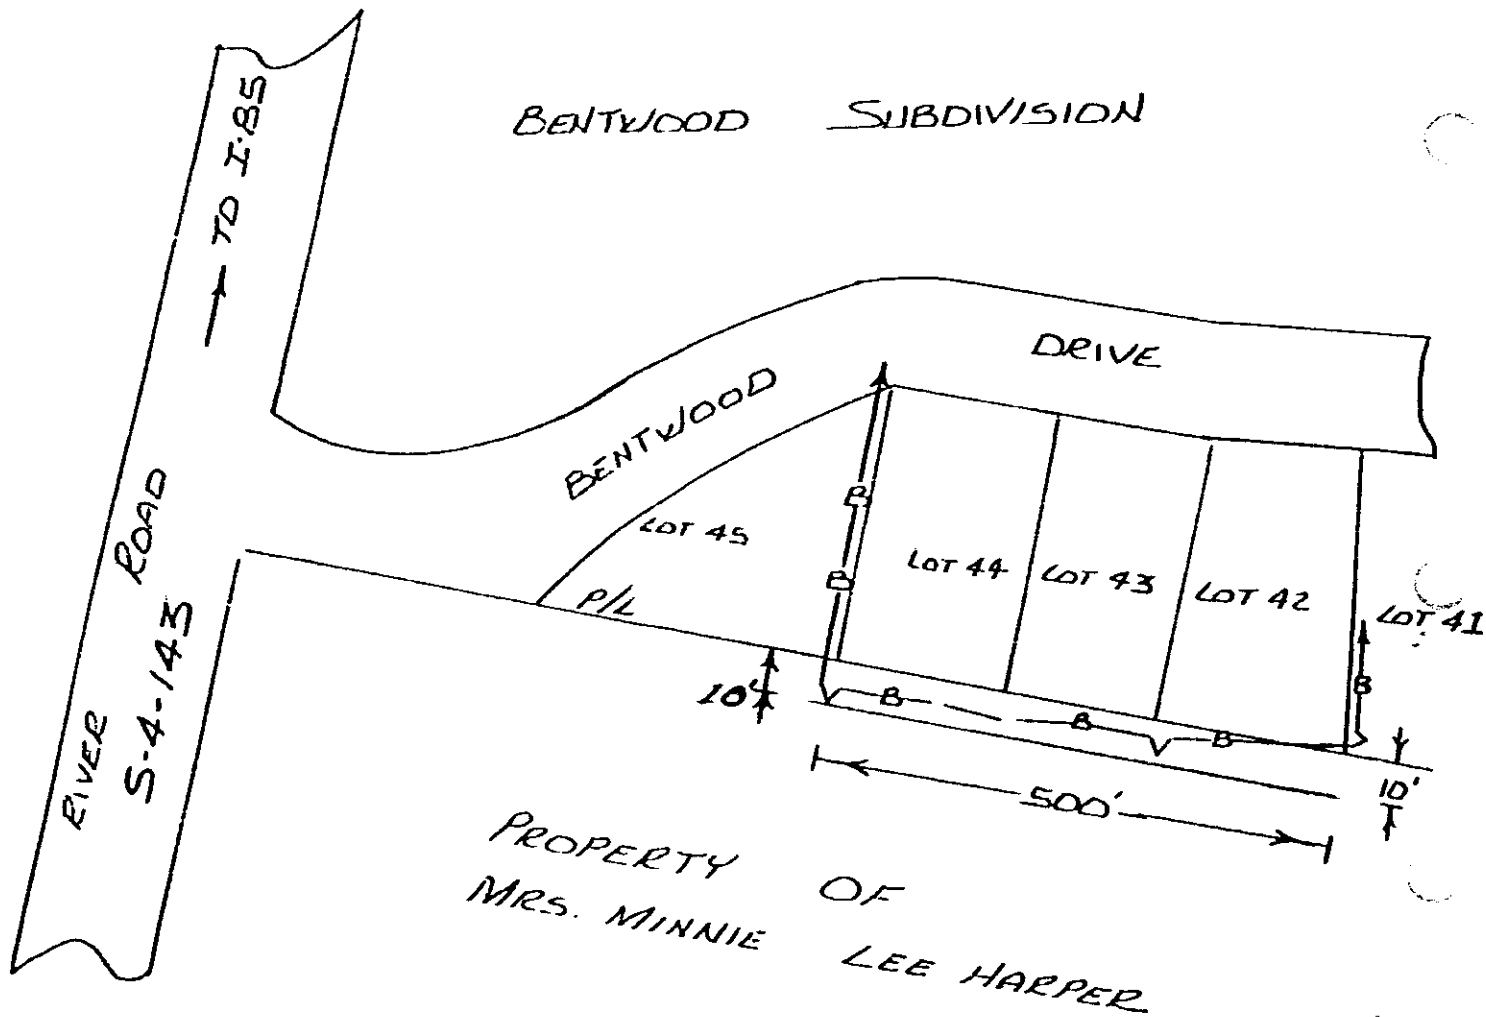 BENTWOOD SUBDIVISION
→ TO I-85
RIVER ROAD
S-4-143
BENTWOOD DRIVE
LOT 45
P/L
LOT 44
LOT 43
LOT 42
LOT 41
B
B
B
B
B
B
10'
10'
500'
PROPERTY OF
MRS. MINNIE LEE HARPER